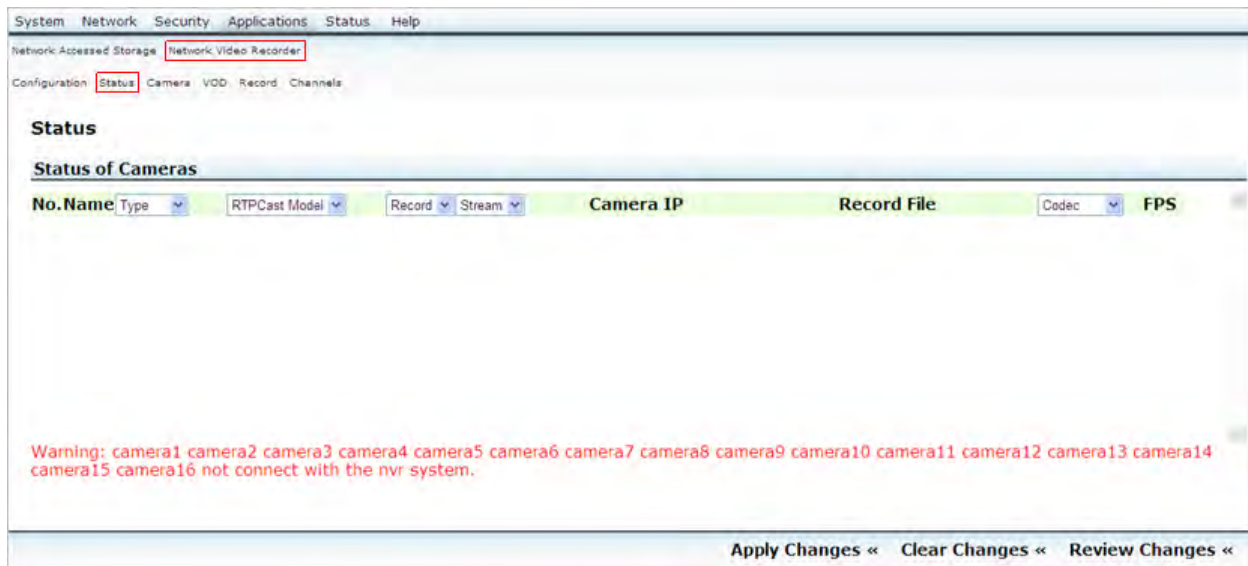 System Network Security Applications Status Help
Network Accessed Storage Network Video Recorder
Configuration Status Camera VOD Record Channels
Status
Status of Cameras
No. Name Type RTPCast Model Record Stream Camera IP Record File Codec FPS
Warning: camera1 camera2 camera3 camera4 camera5 camera6 camera7 camera8 camera9 camera10 camera11 camera12 camera13 camera14
camera15 camera16 not connect with the nvr system.
Apply Changes « Clear Changes « Review Changes «